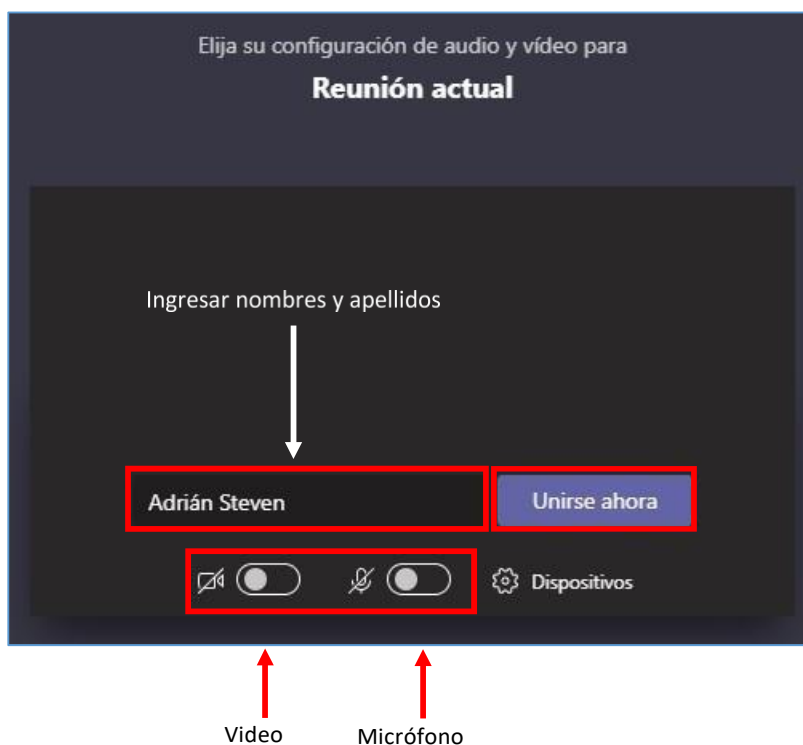 Elija su configuración de audio y vídeo para
Reunión actual
Ingresar nombres y apellidos
Adrián Steven
Unirse ahora
Dispositivos
Video
Micrófono